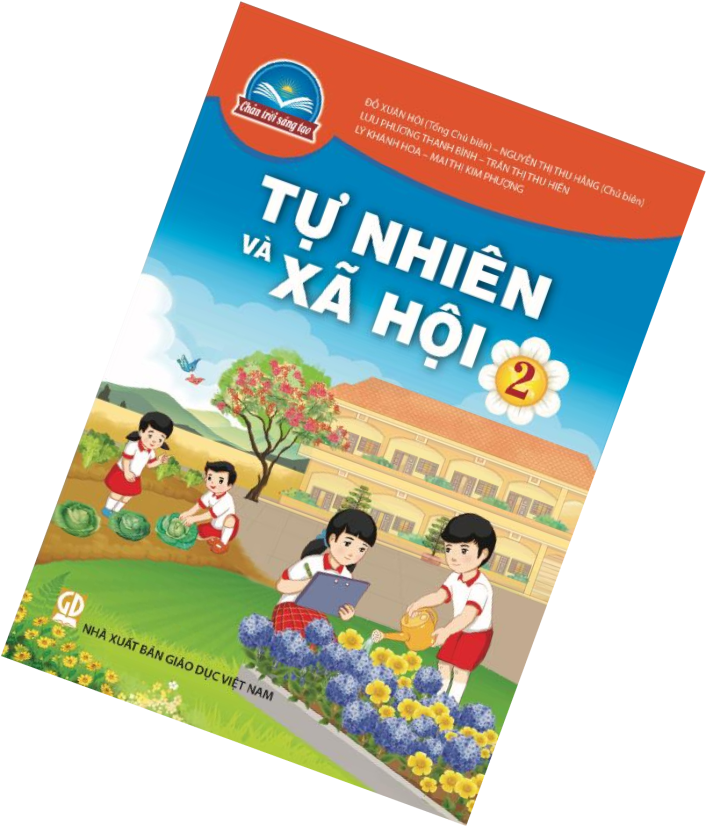 Chân trời sáng tạo
ĐỖ XUÂN HỘI (Tổng Chủ biên) – NGUYỄN THỊ THU HẰNG (Chủ biên)
LƯU PHƯƠNG THANH BÌNH – TRẦN THỊ THU HIỀN
LÝ KHÁNH HOA – MAI THỊ KIM PHƯỢNG
TỰ NHIÊN
VÀ
XÃ HỘI
2
GD
NHÀ XUẤT BẢN GIÁO DỤC VIỆT NAM